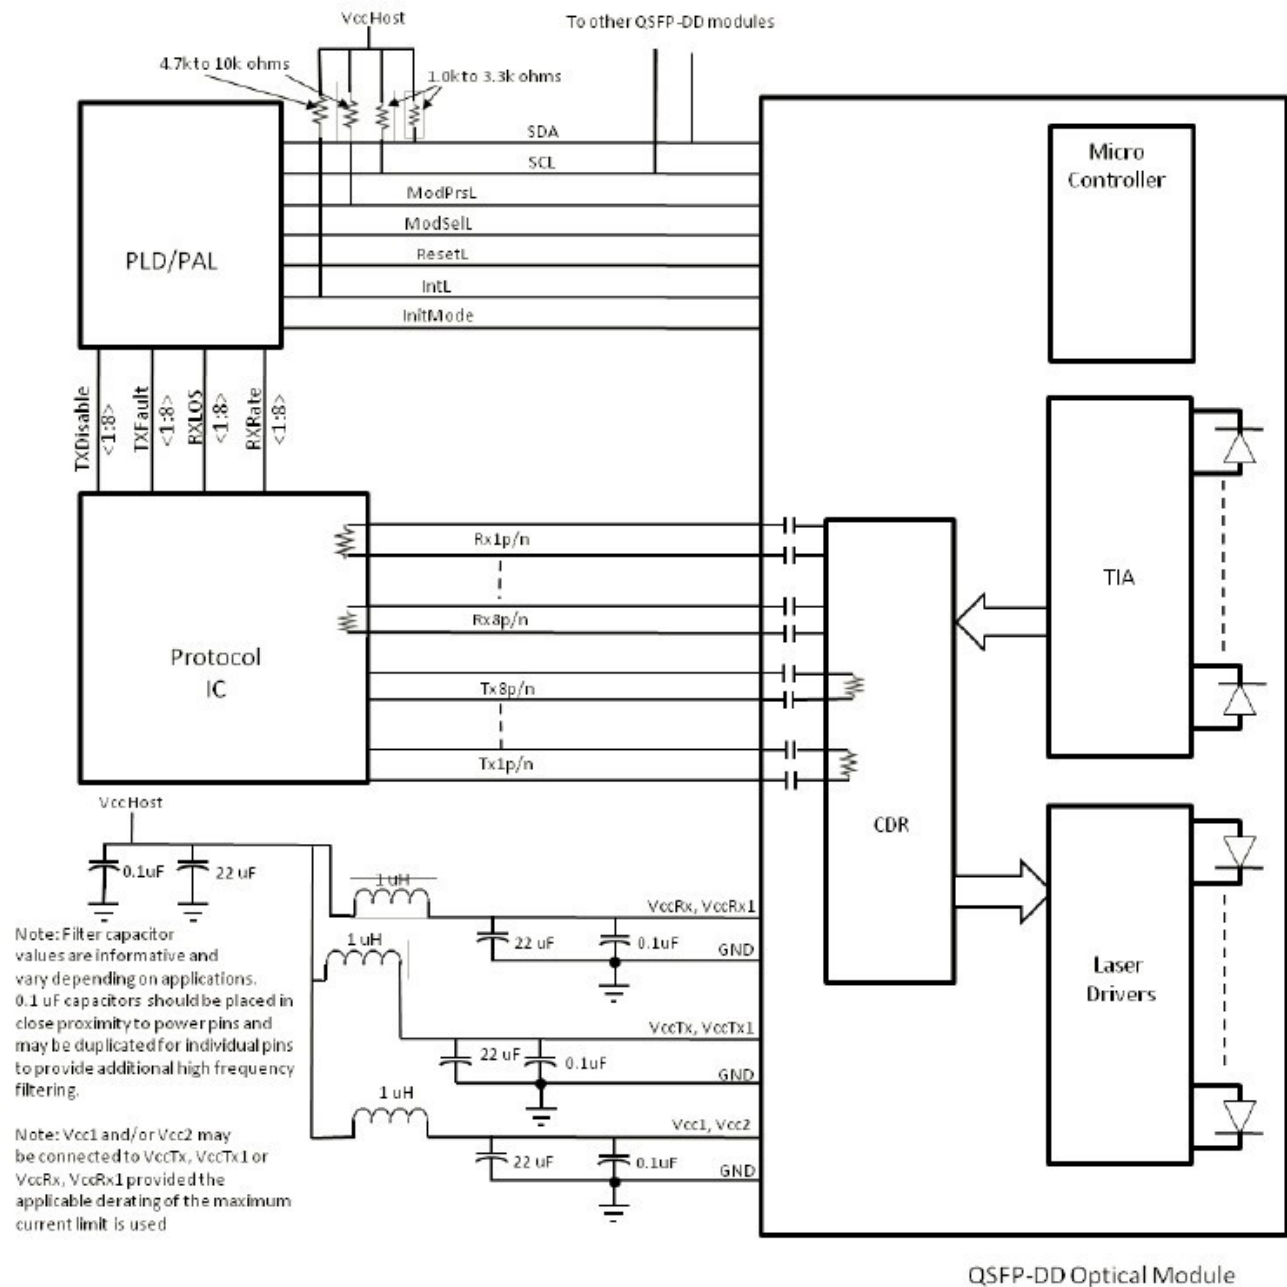 VccHost
To other QSFP-DD modules
4.7k to 10k ohms
1.0k to 3.3k ohms
SDA
SCL
ModPrsL
ModSelL
ResetL
IntL
InitMode
PLD/PAL
Micro
Controller
TXDisable
<1:8>
TXFault
<1:8>
RXLOS
<1:8>
RXRate
<1:8>
Rx1p/n
Rx8p/n
Tx8p/n
Tx1p/n
Protocol
IC
TIA
CDR
Laser
Drivers
VccHost
0.1uF
22 uF
1 uH
VccRx, VccRx1
22 uF
0.1uF
GND
1 uH
VccTx, VccTx1
22 uF
0.1uF
GND
1 uH
Vcc1, Vcc2
22 uF
0.1uF
GND
Note: Filter capacitor
values are informative and
vary depending on applications.
0.1 uF capacitors should be placed in
close proximity to power pins and
may be duplicated for individual pins
to provide additional high frequency
filtering.
Note: Vcc1 and/or Vcc2 may
be connected to VccTx, VccTx1 or
VccRx, VccRx1 provided the
applicable derating of the maximum
current limit is used
QSFP-DD Optical Module